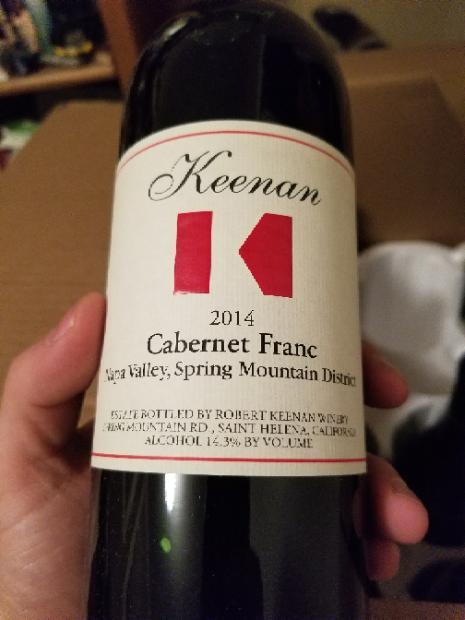 Keenan
2014
Cabernet Franc
Napa Valley, Spring Mountain District
ESTATE BOTTLED BY ROBERT KEENAN WINERY
SPRING MOUNTAIN RD., SAINT HELENA, CALIFORNIA
ALCOHOL 14.3% BY VOLUME